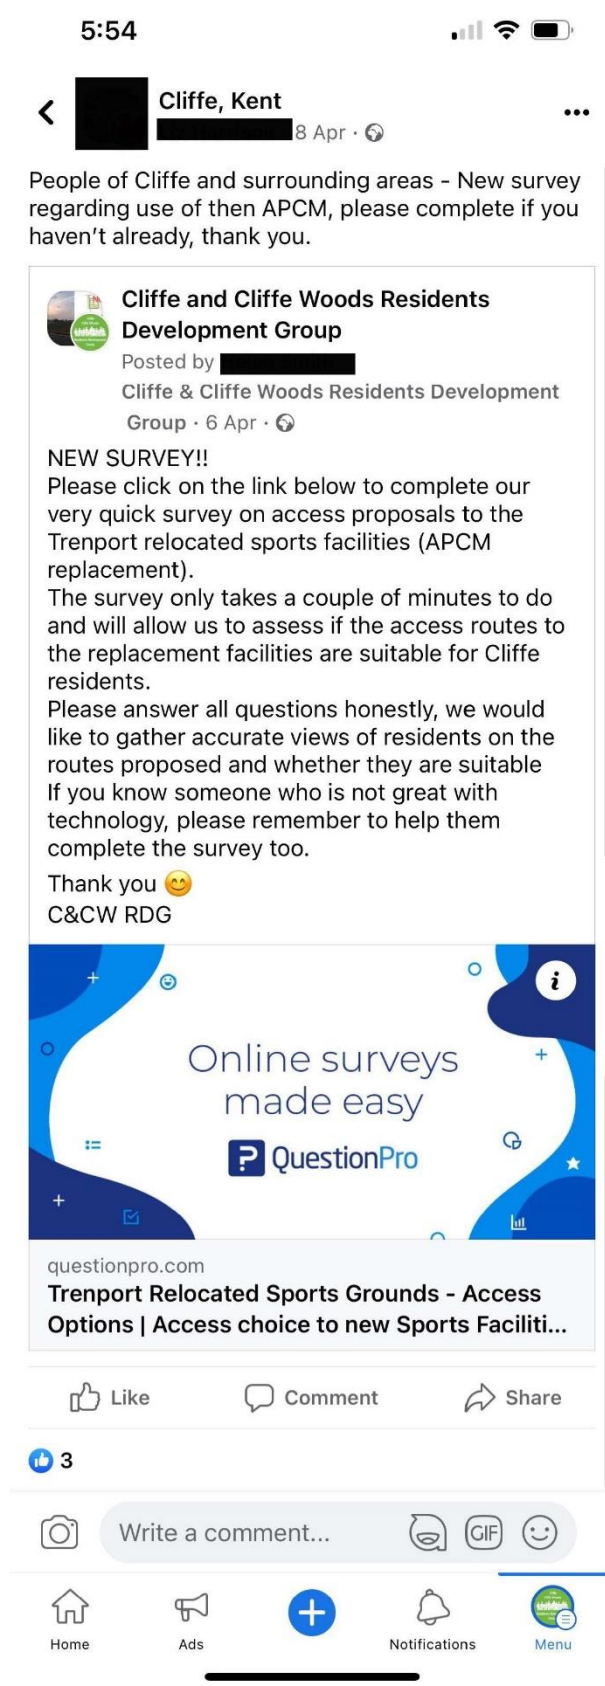 5:54
Cliffe, Kent
8 Apr ·
People of Cliffe and surrounding areas - New survey
regarding use of then APCM, please complete if you
haven't already, thank you.
Cliffe and Cliffe Woods Residents
Development Group
Posted by
Cliffe & Cliffe Woods Residents Development
Group · 6 Apr ·
NEW SURVEY!!
Please click on the link below to complete our
very quick survey on access proposals to the
Trenport relocated sports facilities (APCM
replacement).
The survey only takes a couple of minutes to do
and will allow us to assess if the access routes to
the replacement facilities are suitable for Cliffe
residents.
Please answer all questions honestly, we would
like to gather accurate views of residents on the
routes proposed and whether they are suitable
If you know someone who is not great with
technology, please remember to help them
complete the survey too.
Thank you 😊
C&CW RDG
Online surveys
made easy
QuestionPro
questionpro.com
Trenport Relocated Sports Grounds - Access
Options | Access choice to new Sports Faciliti...
Like Comment Share
3
Write a comment... GIF
Home Ads Notifications Menu